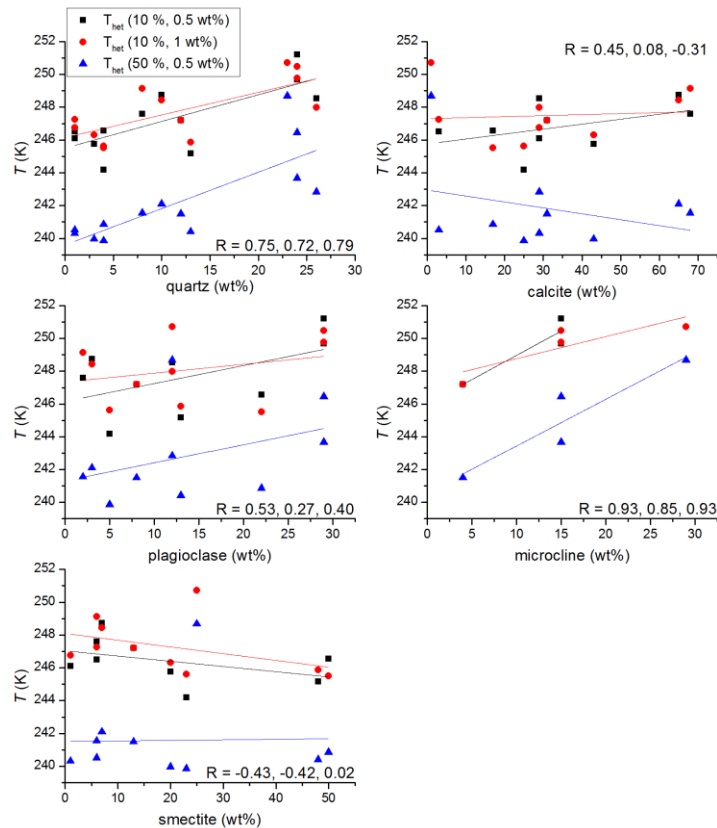 T_het (10 %, 0.5 wt%)
T_het (10 %, 1 wt%)
T_het (50 %, 0.5 wt%)
252
250
248
246
244
242
240
T (K)
0 5 10 15 20 25 30
quartz (wt%)
R = 0.75, 0.72, 0.79
252
250
248
246
244
242
240
T (K)
0 10 20 30 40 50 60 70
calcite (wt%)
R = 0.45, 0.08, -0.31
252
250
248
246
244
242
240
T (K)
0 5 10 15 20 25 30
plagioclase (wt%)
R = 0.53, 0.27, 0.40
252
250
248
246
244
242
240
T (K)
0 5 10 15 20 25 30
microcline (wt%)
R = 0.93, 0.85, 0.93
252
250
248
246
244
242
240
T (K)
0 10 20 30 40 50
smectite (wt%)
R = -0.43, -0.42, 0.02